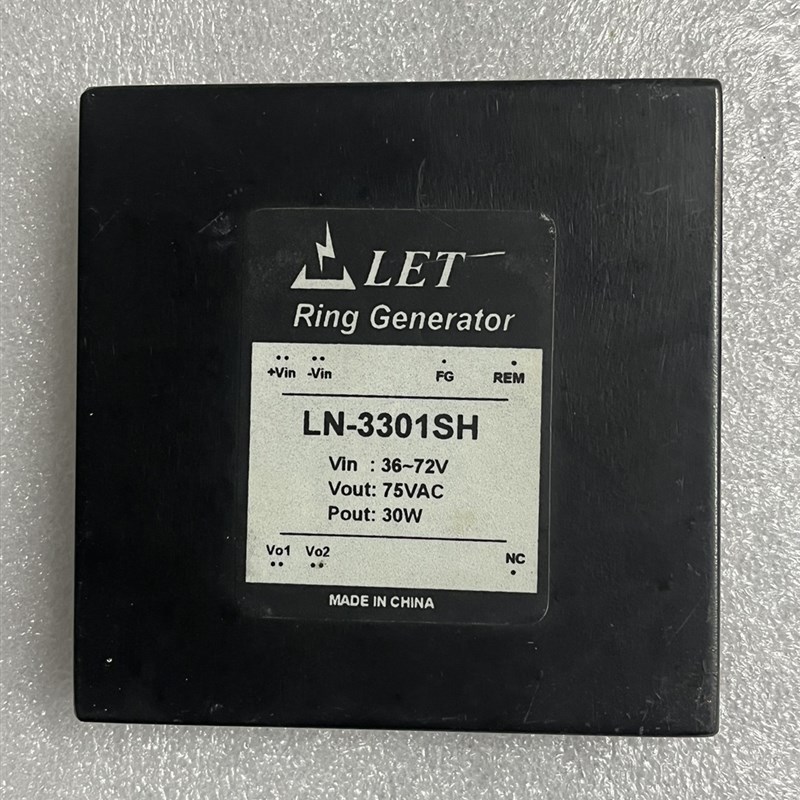 LET
Ring Generator
+Vin -Vin FG REM
LN-3301SH
Vin : 36~72V
Vout: 75VAC
Pout: 30W
Vo1 Vo2 NC
MADE IN CHINA